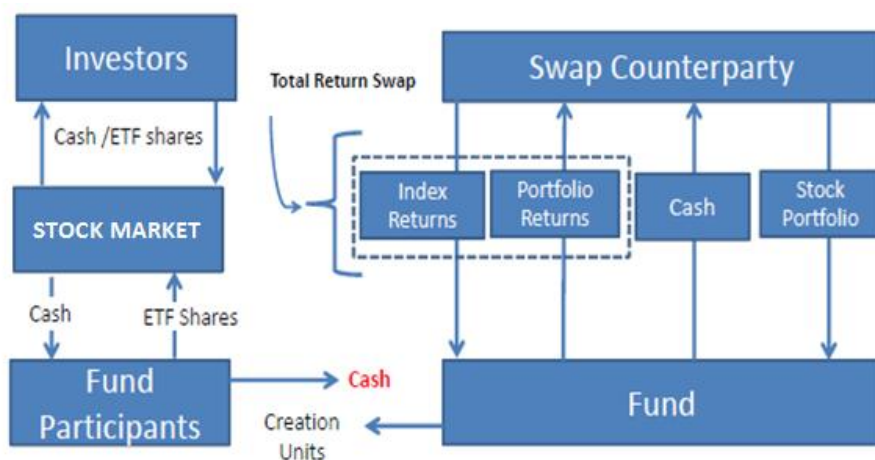 Investors
Swap Counterparty
Total Return Swap
Cash /ETF shares
Index
Returns
Portfolio
Returns
Cash
Stock
Portfolio
STOCK MARKET
Cash
ETF Shares
Fund
Participants
Cash
Creation
Units
Fund